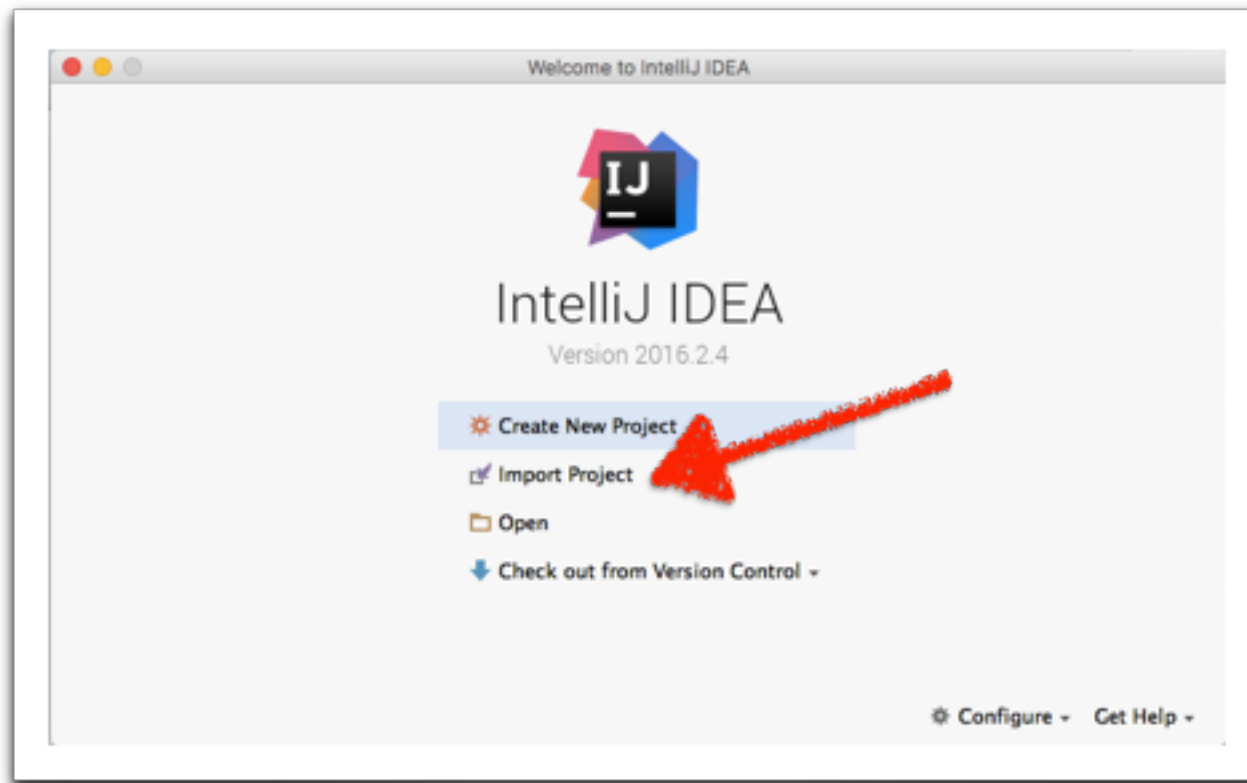 Welcome to IntelliJ IDEA
IJ
IntelliJ IDEA
Version 2016.2.4
Create New Project
Import Project
Open
Check out from Version Control
Configure
Get Help